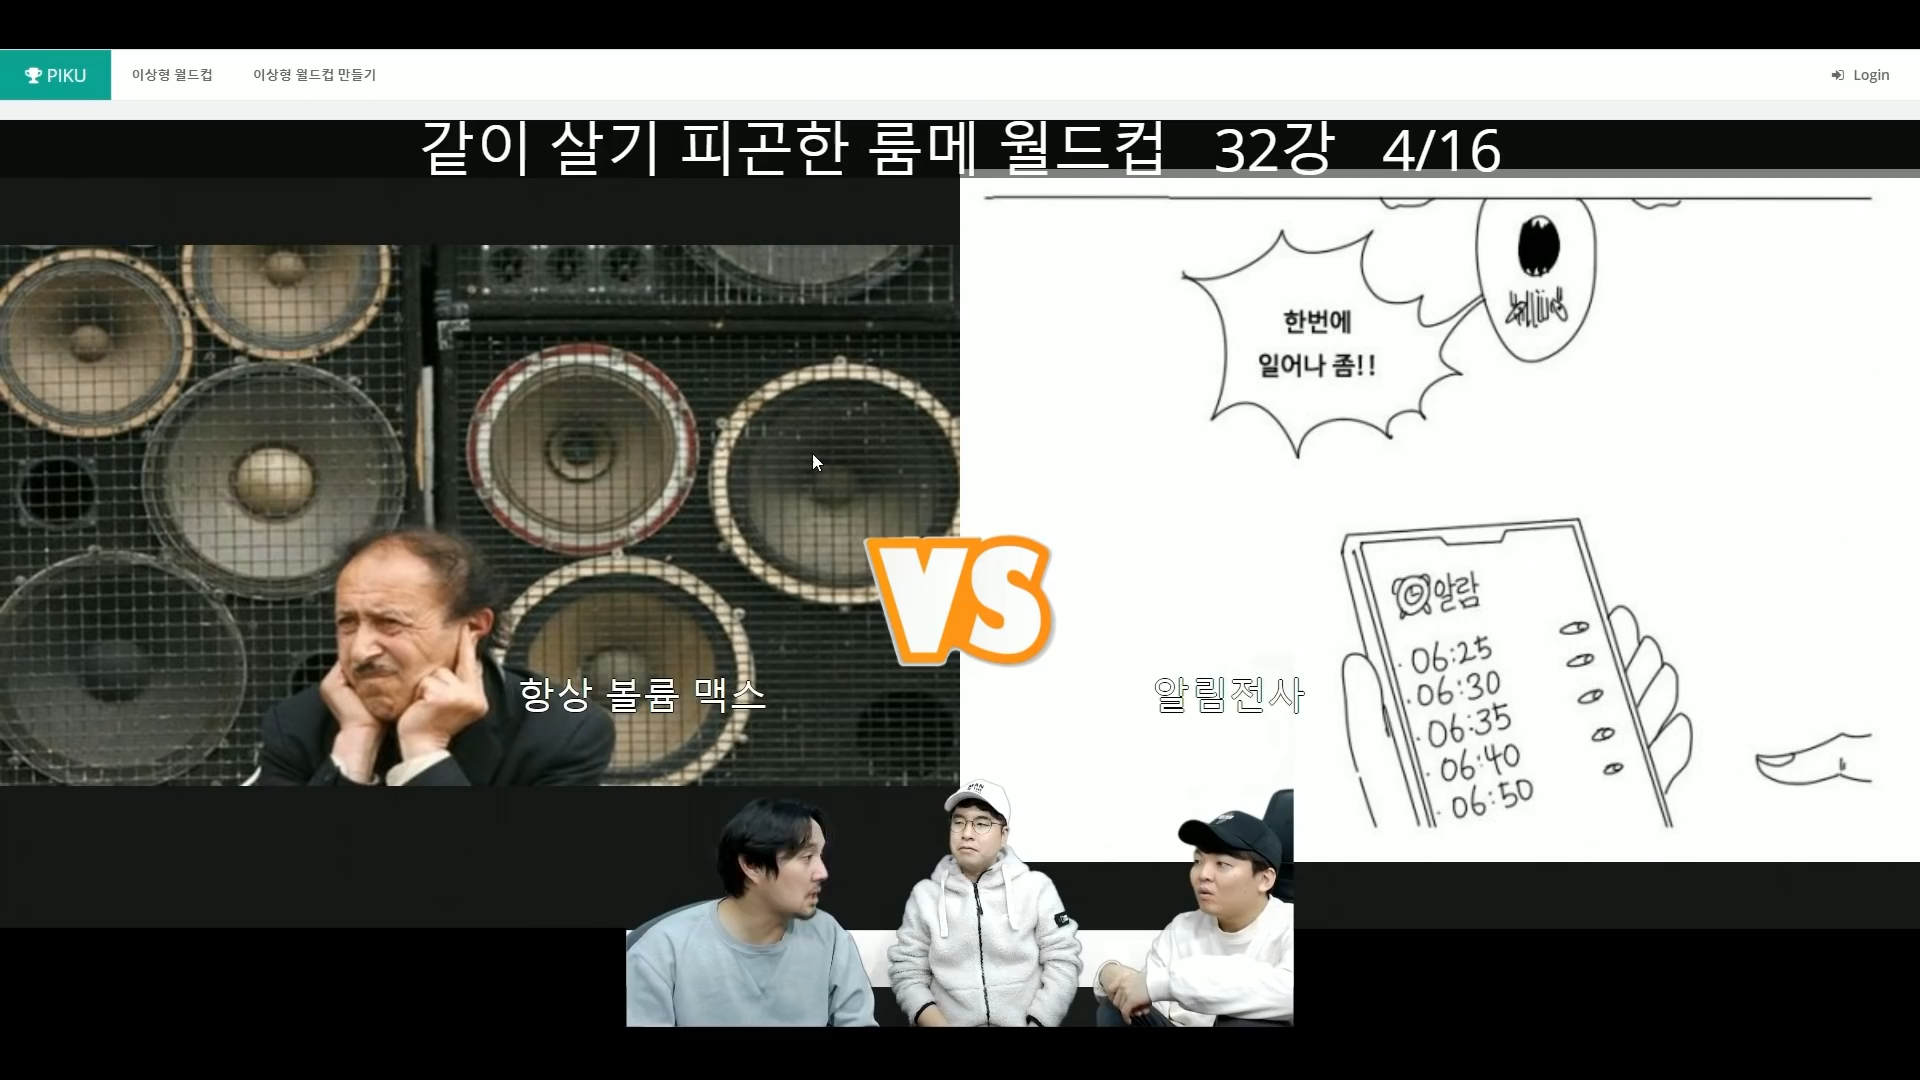 PIKU
이상형 월드컵
이상형 월드컵 만들기
Login
같이 살기 피곤한 룸메 월드컵 32강 4/16
한번에
일어나 좀!!
VS
알람
06:25
06:30
06:35
06:40
06:50
항상 볼륨 맥스
알림전사